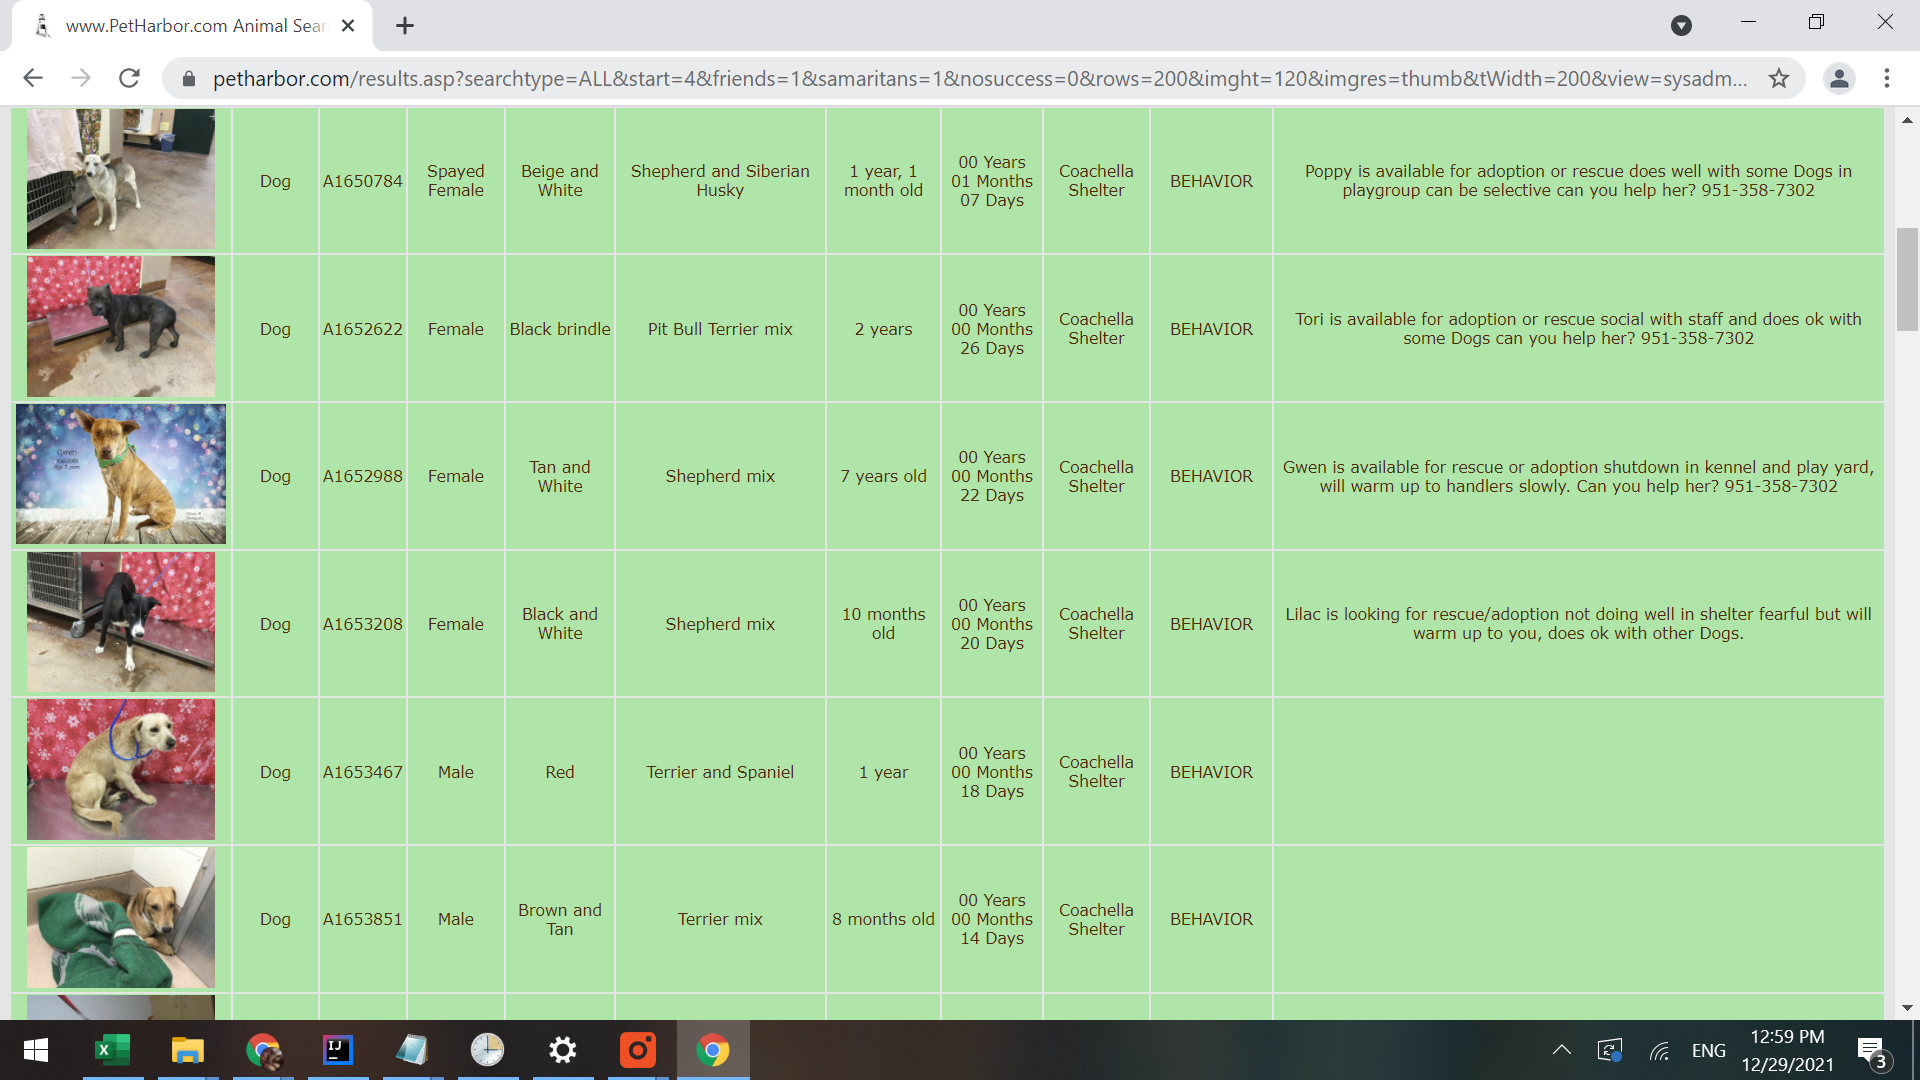 www.PetHarbor.com Animal Sear
petharbor.com/results.asp?searchtype=ALL&start=4&friends=1&samaritans=1&nosuccess=0&rows=200&imght=120&imgres=thumb&tWidth=200&view=sysadm...
Dog
A1650784
Spayed
Female
Beige and
White
Shepherd and Siberian
Husky
1 year, 1
month old
00 Years
01 Months
07 Days
Coachella
Shelter
BEHAVIOR
Poppy is available for adoption or rescue does well with some Dogs in
playgroup can be selective can you help her? 951-358-7302
Dog
A1652622
Female
Black brindle
Pit Bull Terrier mix
2 years
00 Years
00 Months
26 Days
Coachella
Shelter
BEHAVIOR
Tori is available for adoption or rescue social with staff and does ok with
some Dogs can you help her? 951-358-7302
Gwen
Dog
A1652988
Female
Tan and
White
Shepherd mix
7 years old
00 Years
00 Months
22 Days
Coachella
Shelter
BEHAVIOR
Gwen is available for rescue or adoption shutdown in kennel and play yard,
will warm up to handlers slowly. Can you help her? 951-358-7302
Dog
A1653208
Female
Black and
White
Shepherd mix
10 months
old
00 Years
00 Months
20 Days
Coachella
Shelter
BEHAVIOR
Lilac is looking for rescue/adoption not doing well in shelter fearful but will
warm up to you, does ok with other Dogs.
Dog
A1653467
Male
Red
Terrier and Spaniel
1 year
00 Years
00 Months
18 Days
Coachella
Shelter
BEHAVIOR
Dog
A1653851
Male
Brown and
Tan
Terrier mix
8 months old
00 Years
00 Months
14 Days
Coachella
Shelter
BEHAVIOR
IJ
ENG
12:59 PM
12/29/2021
3